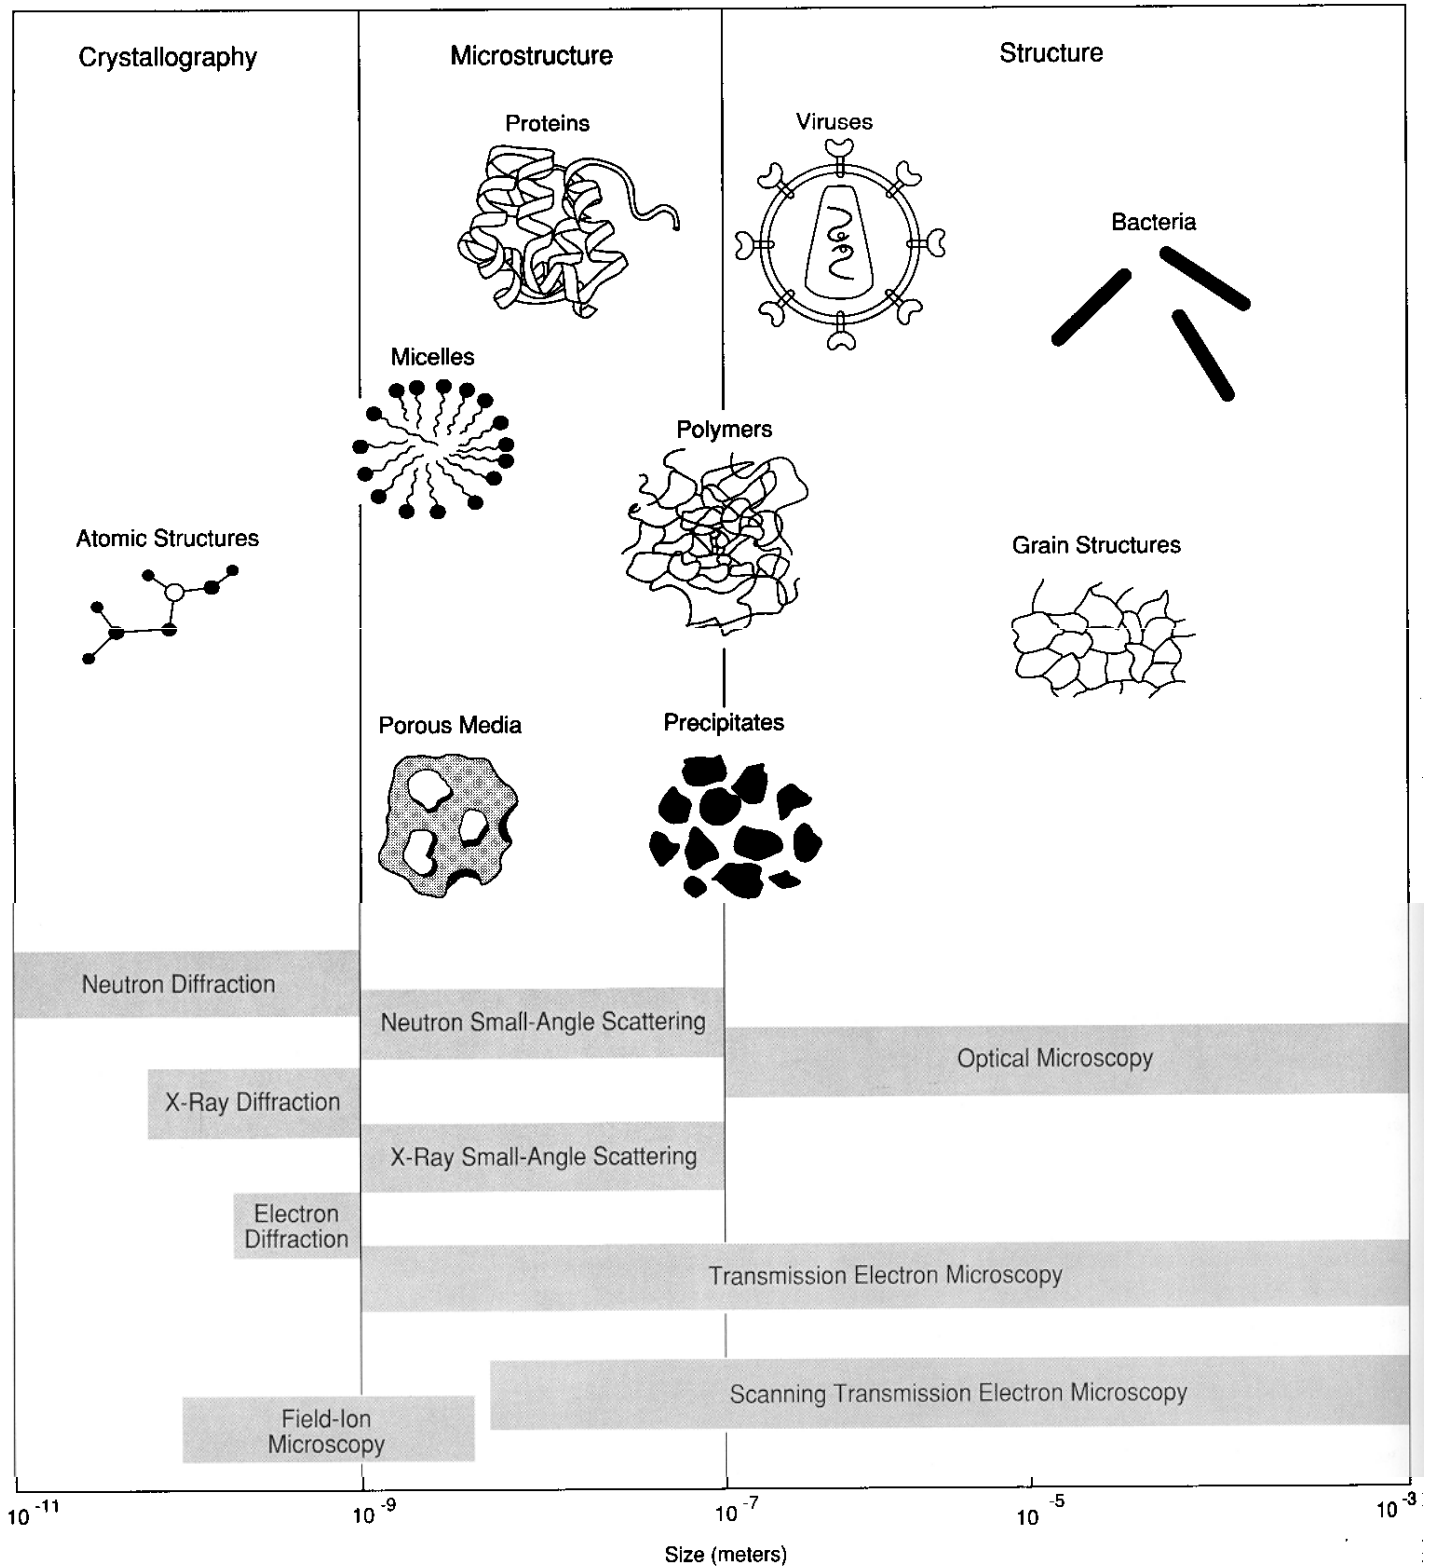 Crystallography
Microstructure
Structure
Proteins
Viruses
Bacteria
Micelles
Polymers
Atomic Structures
Grain Structures
Porous Media
Precipitates
Neutron Diffraction
Neutron Small-Angle Scattering
Optical Microscopy
X-Ray Diffraction
X-Ray Small-Angle Scattering
Electron
Diffraction
Transmission Electron Microscopy
Scanning Transmission Electron Microscopy
Field-Ion
Microscopy
10 -11
10 -9
10 -7
10 -5
10 -3
Size (meters)